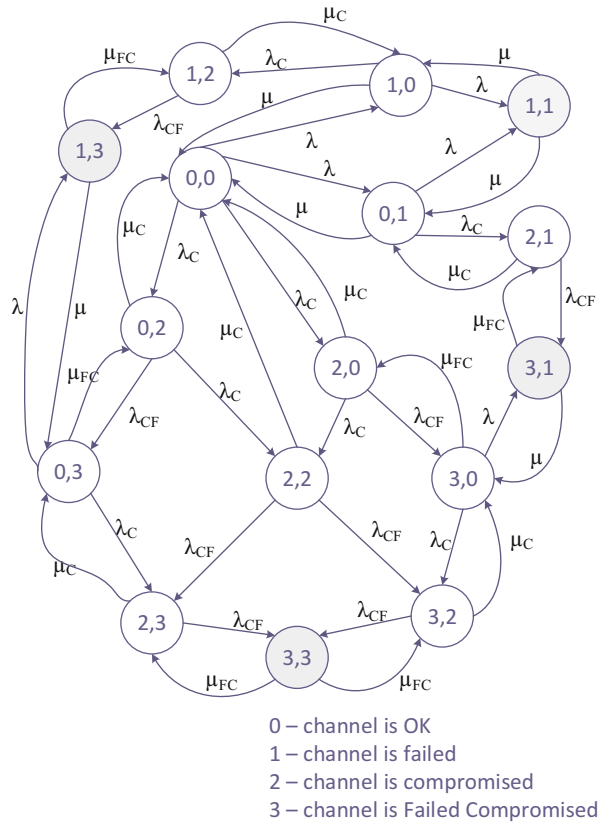 μC
μFC
1,2
λC
μ
1,0
μ
λ
1,1
λCF
λ
1,3
λ
λ
0,0
μ
0,1
μ
λC
2,1
μC
λC
λC
μC
μC
λ
μ
μC
λCF
0,2
μFC
μFC
2,0
μFC
3,1
λC
λCF
λCF
λ
λC
0,3
2,2
3,0
μ
λC
λCF
λCF
λC
μC
μC
2,3
λCF
λCF
3,2
3,3
μFC
μFC
0 – channel is OK
1 – channel is failed
2 – channel is compromised
3 – channel is Failed Compromised